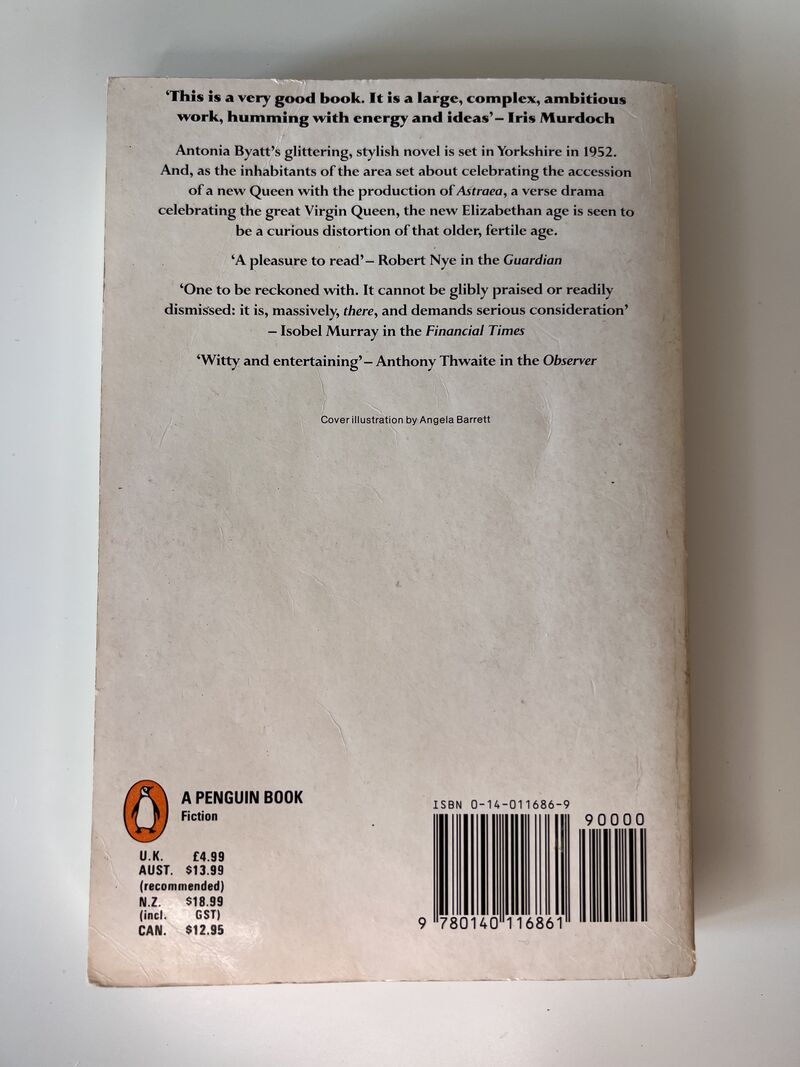 ‘This is a very good book. It is a large, complex, ambitious
work, humming with energy and ideas’ – Iris Murdoch
Antonia Byatt’s glittering, stylish novel is set in Yorkshire in 1952.
And, as the inhabitants of the area set about celebrating the accession
of a new Queen with the production of Astraea, a verse drama
celebrating the great Virgin Queen, the new Elizabethan age is seen to
be a curious distortion of that older, fertile age.
‘A pleasure to read’ – Robert Nye in the Guardian
‘One to be reckoned with. It cannot be glibly praised or readily
dismissed: it is, massively, there, and demands serious consideration’
– Isobel Murray in the Financial Times
‘Witty and entertaining’ – Anthony Thwaite in the Observer
Cover illustration by Angela Barrett
A PENGUIN BOOK
Fiction
U.K. £4.99
AUST. $13.99
(recommended)
N.Z. $18.99
(incl. GST)
CAN. $12.95
ISBN 0-14-011686-9
90000
9 780140 116861